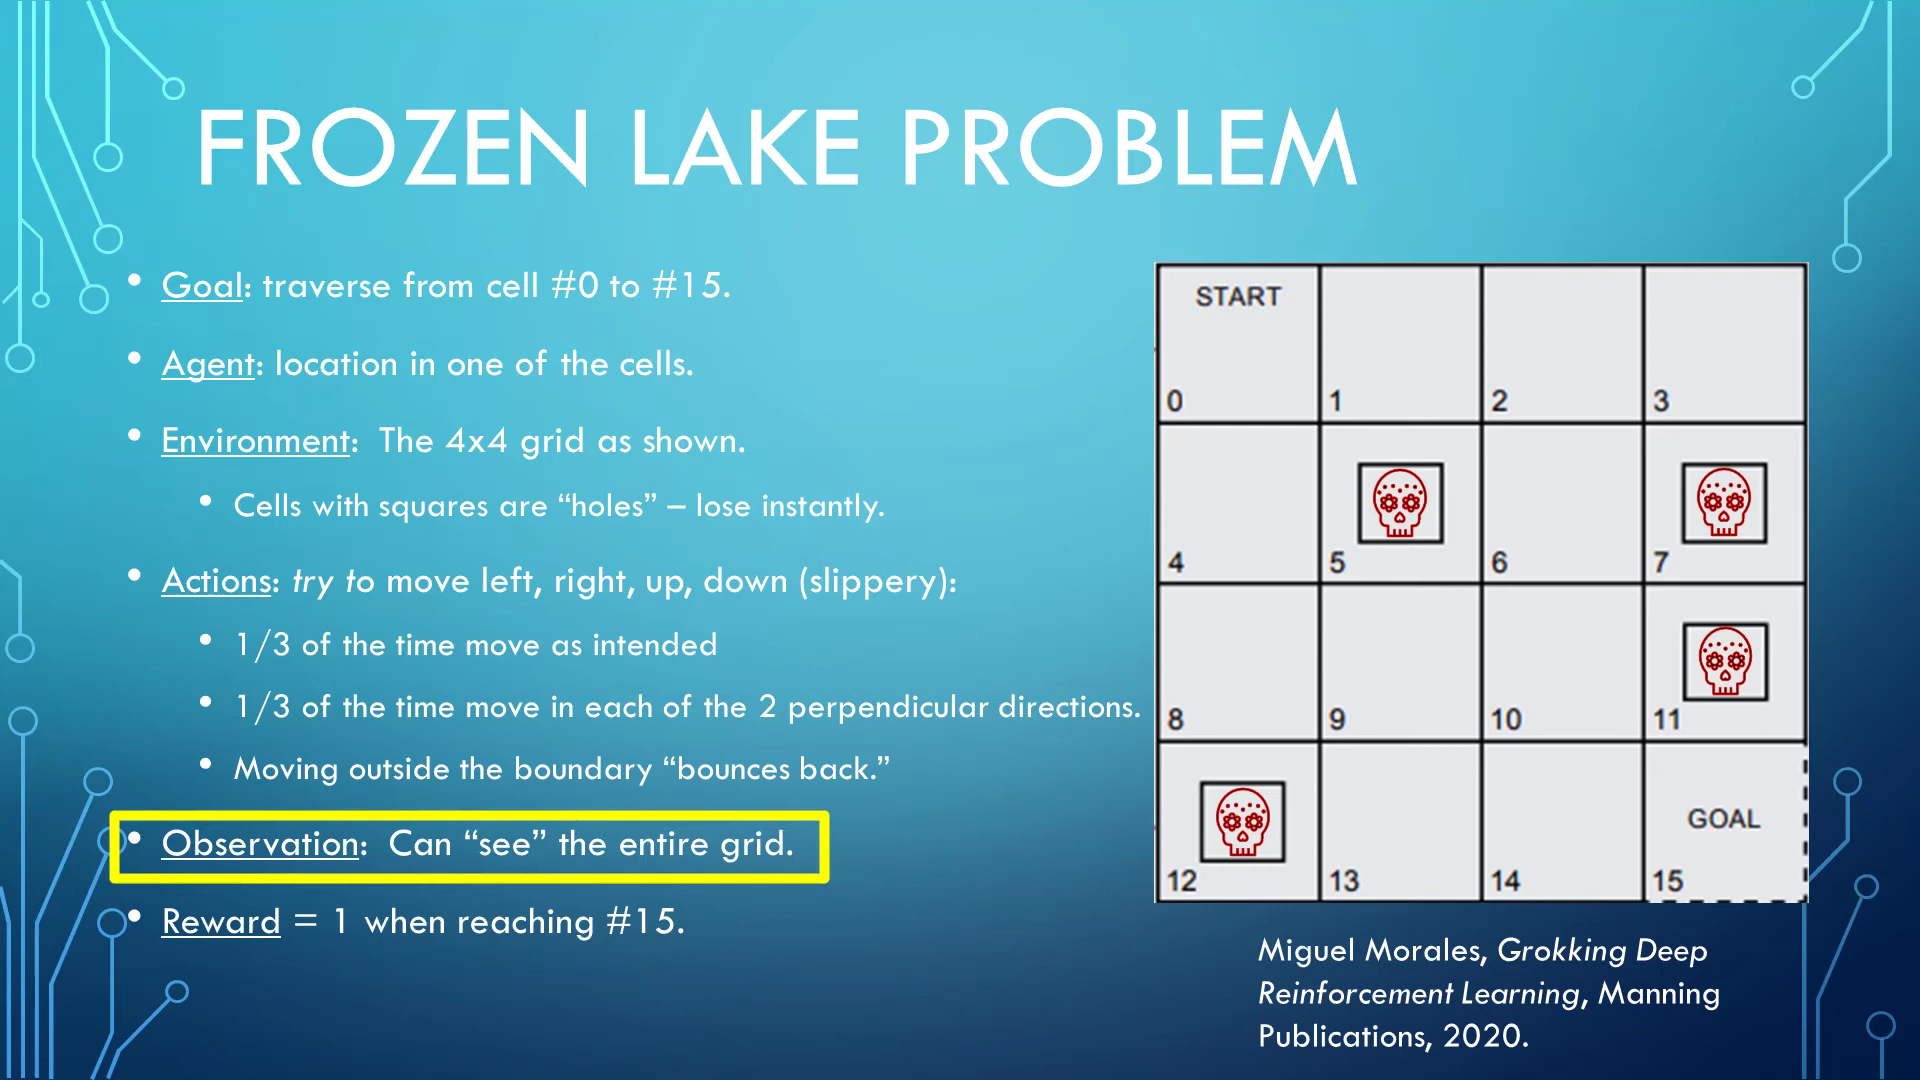 FROZEN LAKE PROBLEM
• Goal: traverse from cell #0 to #15.
• Agent: location in one of the cells.
• Environment:  The 4x4 grid as shown.
• Cells with squares are “holes” – lose instantly.
• Actions: try to move left, right, up, down (slippery):
• 1/3 of the time move as intended
• 1/3 of the time move in each of the 2 perpendicular directions.
• Moving outside the boundary “bounces back.”
• Observation:  Can “see” the entire grid.
• Reward = 1 when reaching #15.
START
0 1 2 3
4 5 6 7
8 9 10 11
GOAL
12 13 14 15
Miguel Morales, Grokking Deep
Reinforcement Learning, Manning
Publications, 2020.